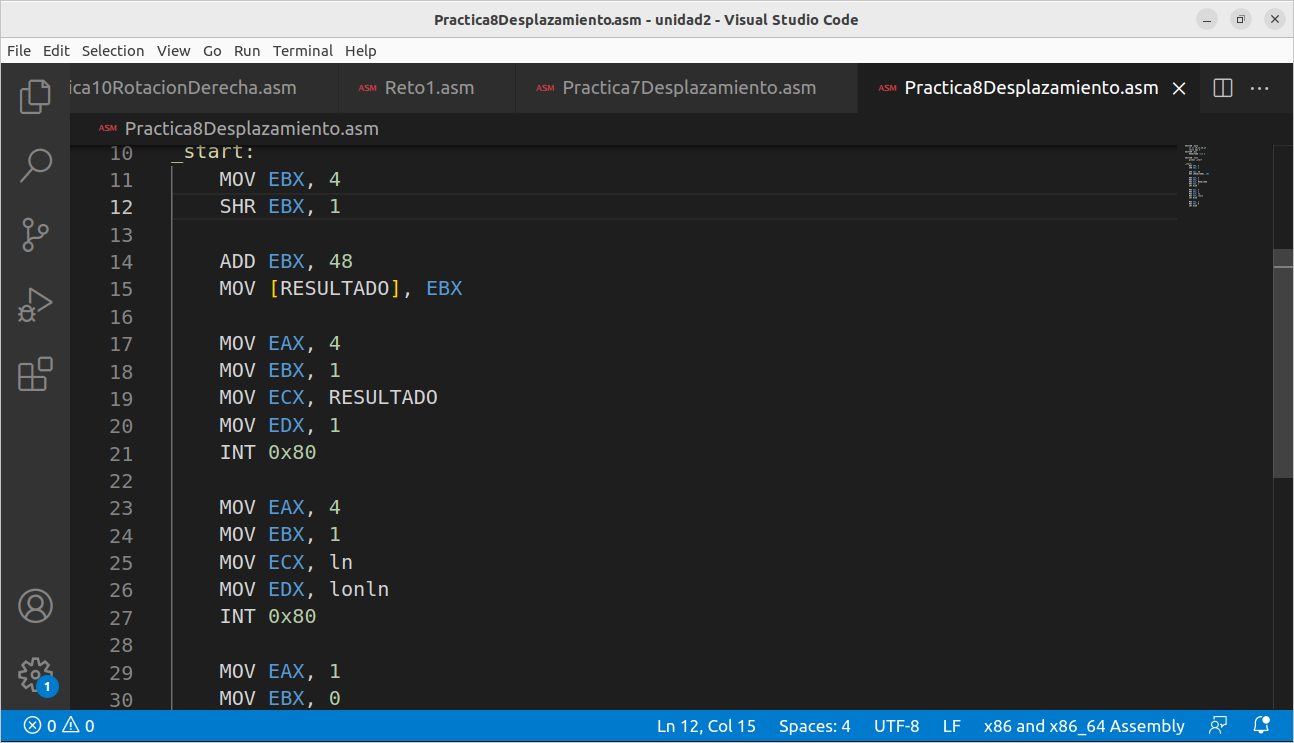 Practica8Desplazamiento.asm - unidad2 - Visual Studio Code
File Edit Selection View Go Run Terminal Help
ica10RotacionDerecha.asm ASM Reto1.asm ASM Practica7Desplazamiento.asm ASM Practica8Desplazamiento.asm
ASM Practica8Desplazamiento.asm
10 _start:
11 MOV EBX, 4
12 SHR EBX, 1
13
14 ADD EBX, 48
15 MOV [RESULTADO], EBX
16
17 MOV EAX, 4
18 MOV EBX, 1
19 MOV ECX, RESULTADO
20 MOV EDX, 1
21 INT 0x80
22
23 MOV EAX, 4
24 MOV EBX, 1
25 MOV ECX, ln
26 MOV EDX, lonln
27 INT 0x80
28
29 MOV EAX, 1
30 MOV EBX, 0
1
0 0 Ln 12, Col 15 Spaces: 4 UTF-8 LF x86 and x86_64 Assembly